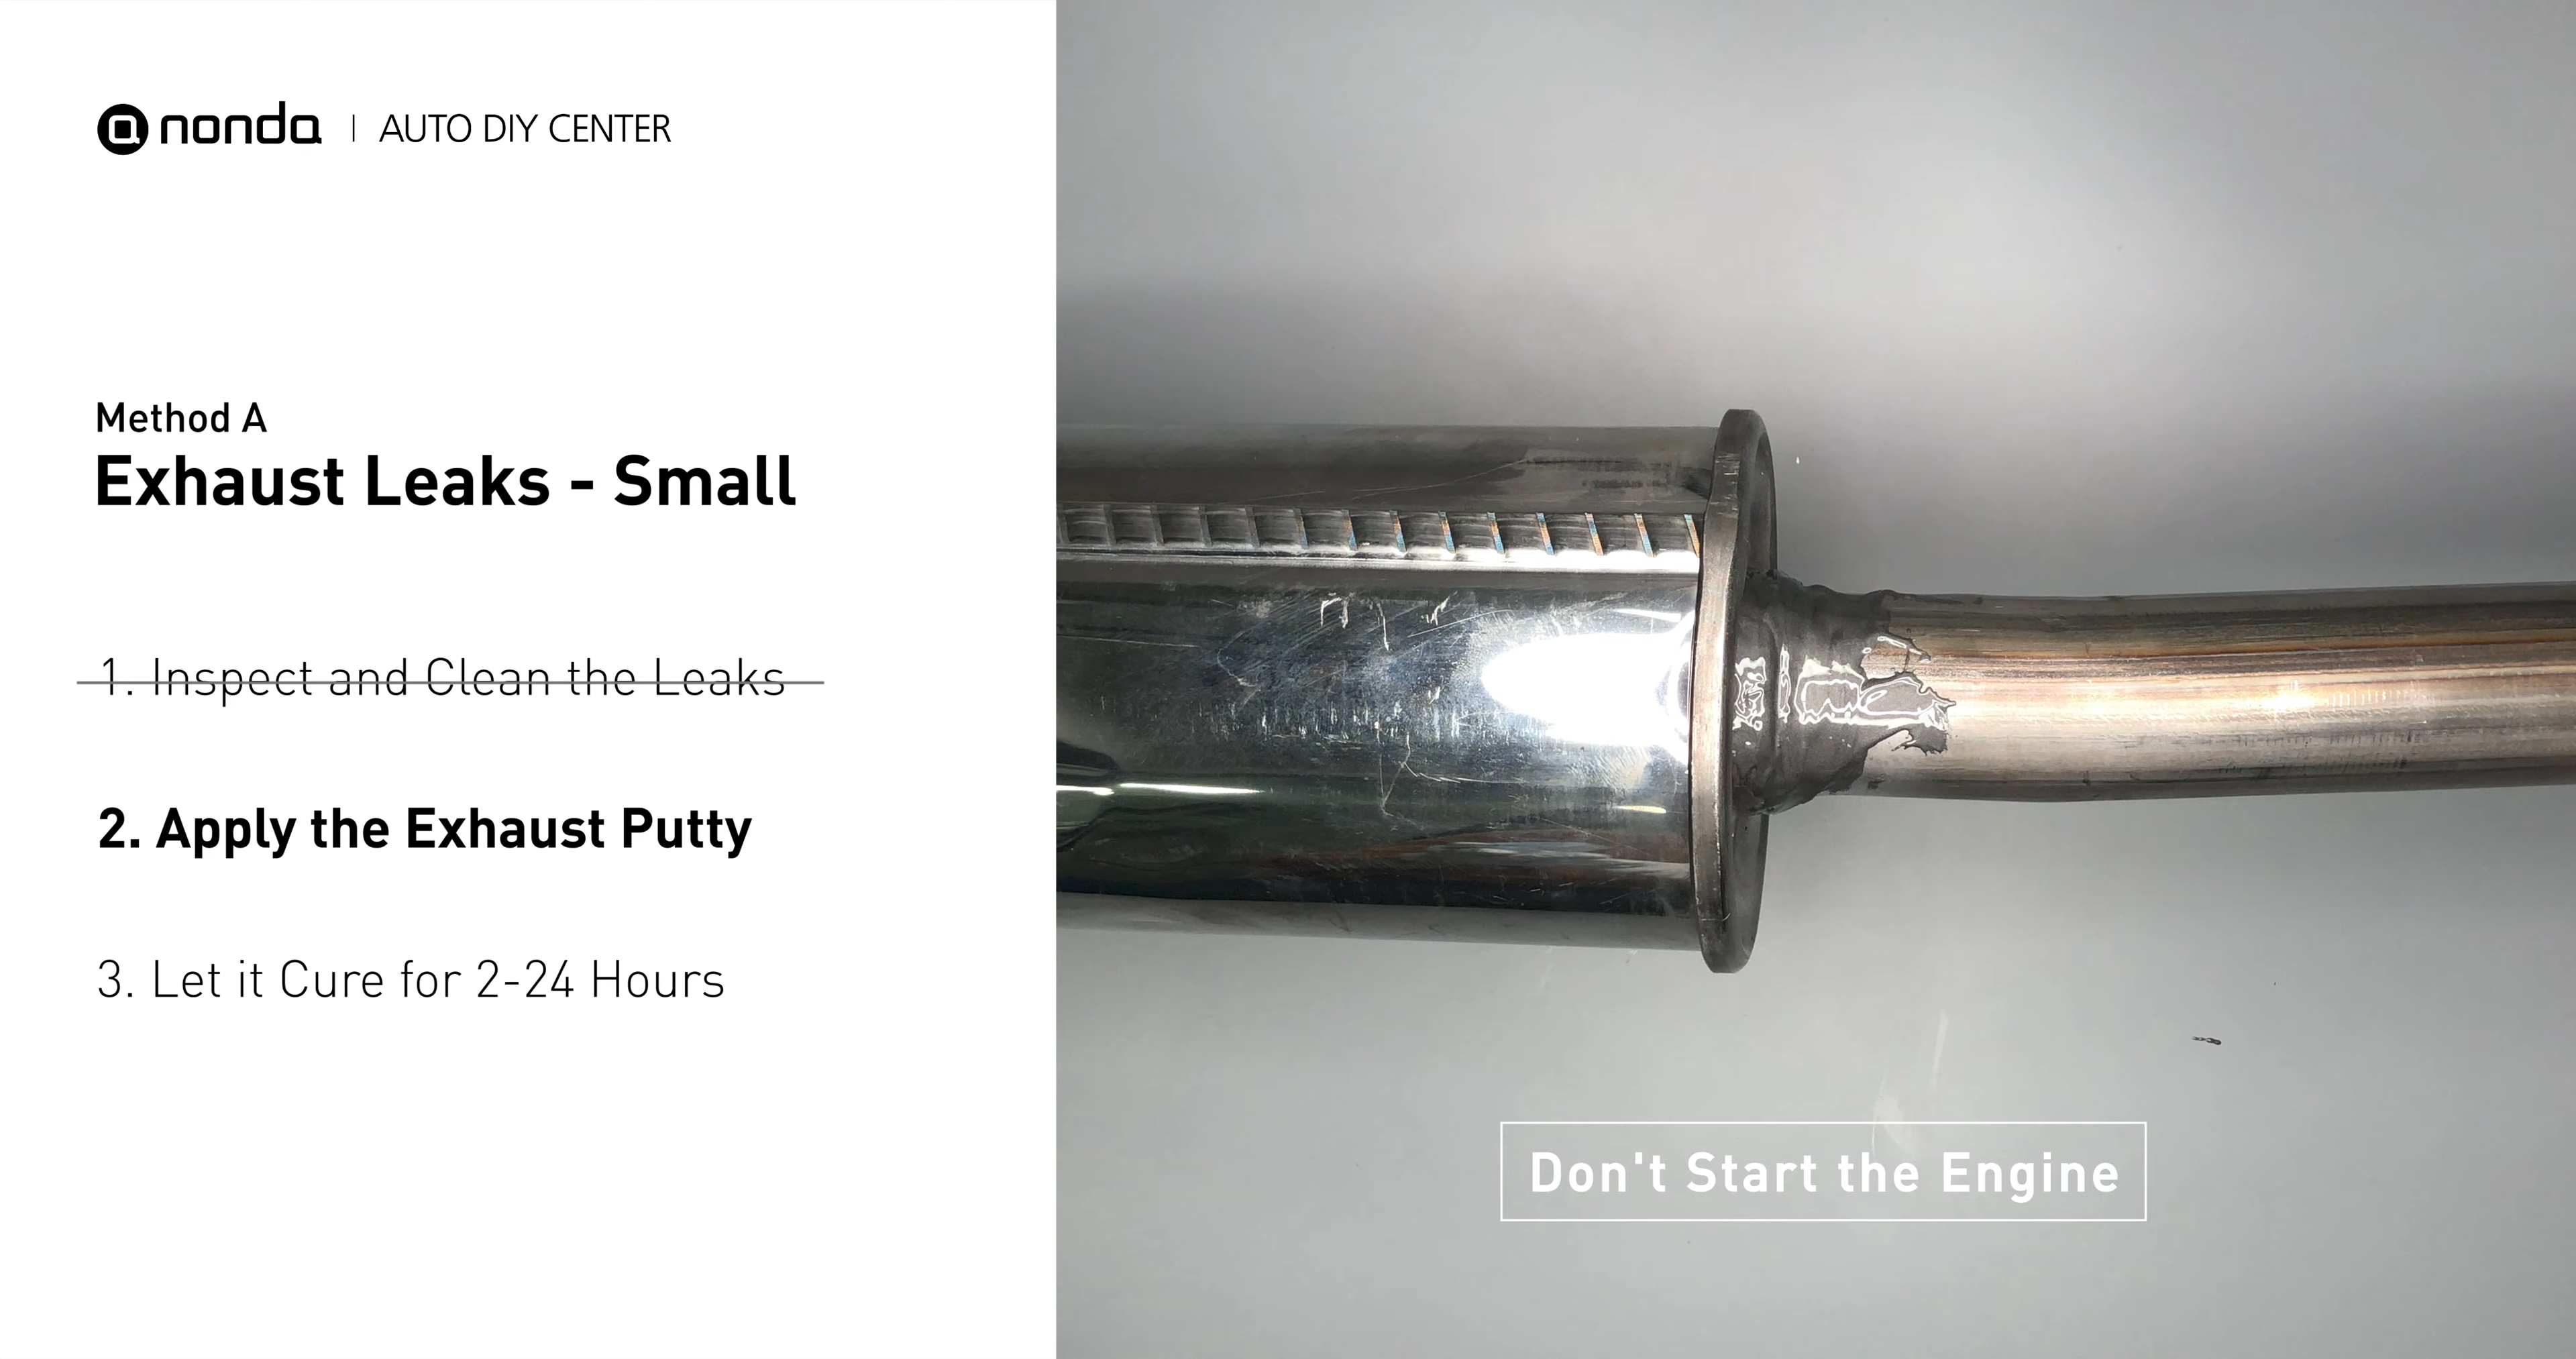 nonda | AUTO DIY CENTER
Method A
Exhaust Leaks - Small
1. Inspect and Clean the Leaks
2. Apply the Exhaust Putty
3. Let it Cure for 2-24 Hours
Don't Start the Engine